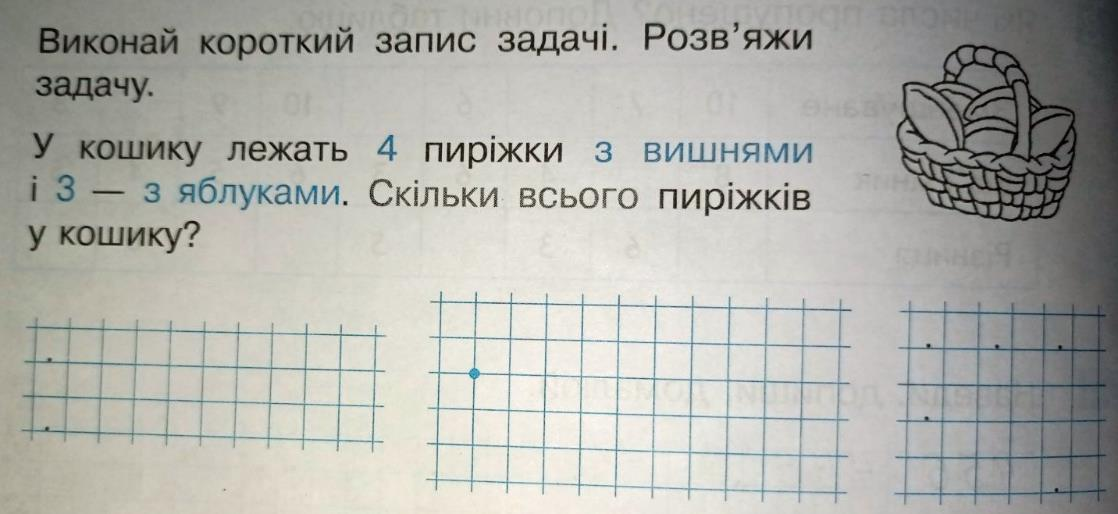 Виконай короткий запис задачі. Розв’яжи
задачу.
У кошику лежать 4 пиріжки з вишнями
і 3 — з яблуками. Скільки всього пиріжків
у кошику?